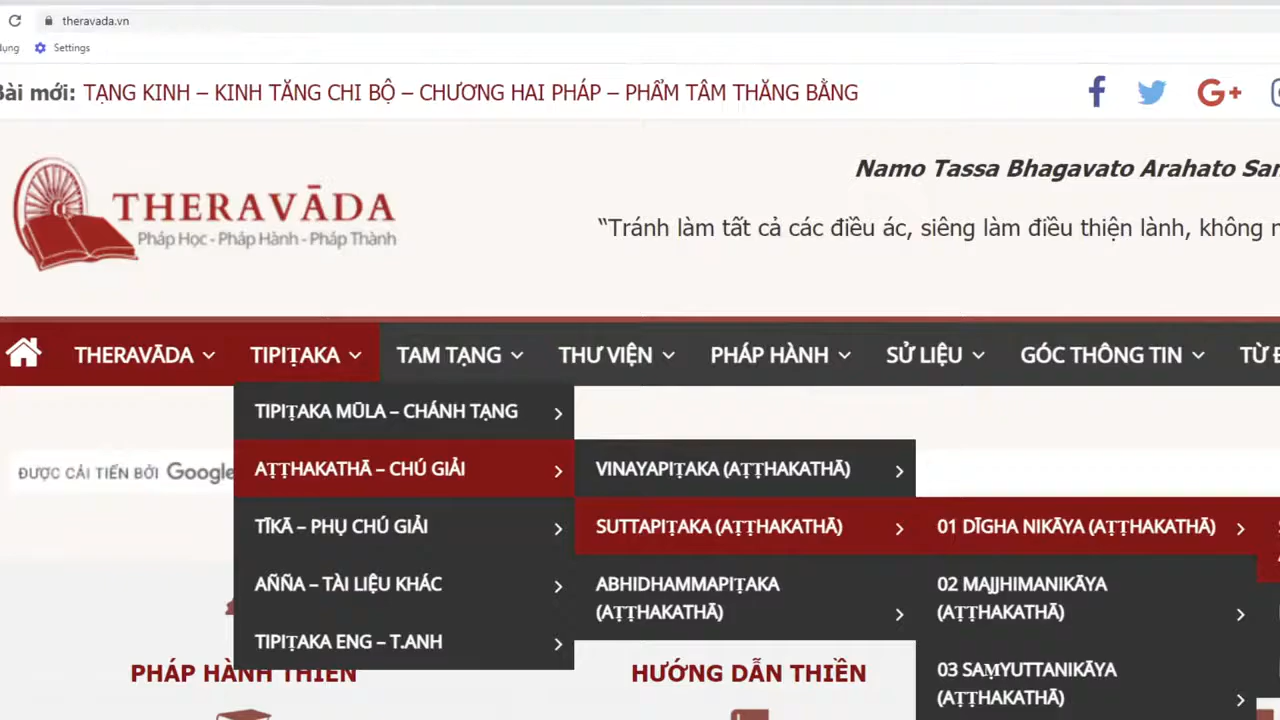 theravada.vn
dụng Settings
Bài mới: TẠNG KINH – KINH TĂNG CHI BỘ – CHƯƠNG HAI PHÁP – PHẨM TÂM THĂNG BẰNG
THERAVĀDA
Pháp Học - Pháp Hành - Pháp Thành
Namo Tassa Bhagavato Arahato
“Tránh làm tất cả các điều ác, siêng làm điều thiện lành, không
THERAVĀDA TIPIṬAKA TAM TẠNG THƯ VIỆN PHÁP HÀNH SỬ LIỆU GÓC THÔNG TIN TỪ
TIPIṬAKA MŪLA – CHÁNH TẠNG
ĐƯỢC CẢI TIẾN BỞI Google
AṬṬHAKATHĀ – CHÚ GIẢI
TĪKĀ – PHỤ CHÚ GIẢI
AÑÑA – TÀI LIỆU KHÁC
TIPIṬAKA ENG – T.ANH
VINAYAPIṬAKA (AṬṬHAKATHĀ)
SUTTAPIṬAKA (AṬṬHAKATHĀ)
ABHIDHAMMAPIṬAKA
(AṬṬHAKATHĀ)
01 DĪGHA NIKĀYA (AṬṬHAKATHĀ)
02 MAJJHIMANIKĀYA
(AṬṬHAKATHĀ)
03 SAṂYUTTANIKĀYA
(AṬṬHAKATHĀ)
PHÁP HÀNH THIỀN
HƯỚNG DẪN THIỀN